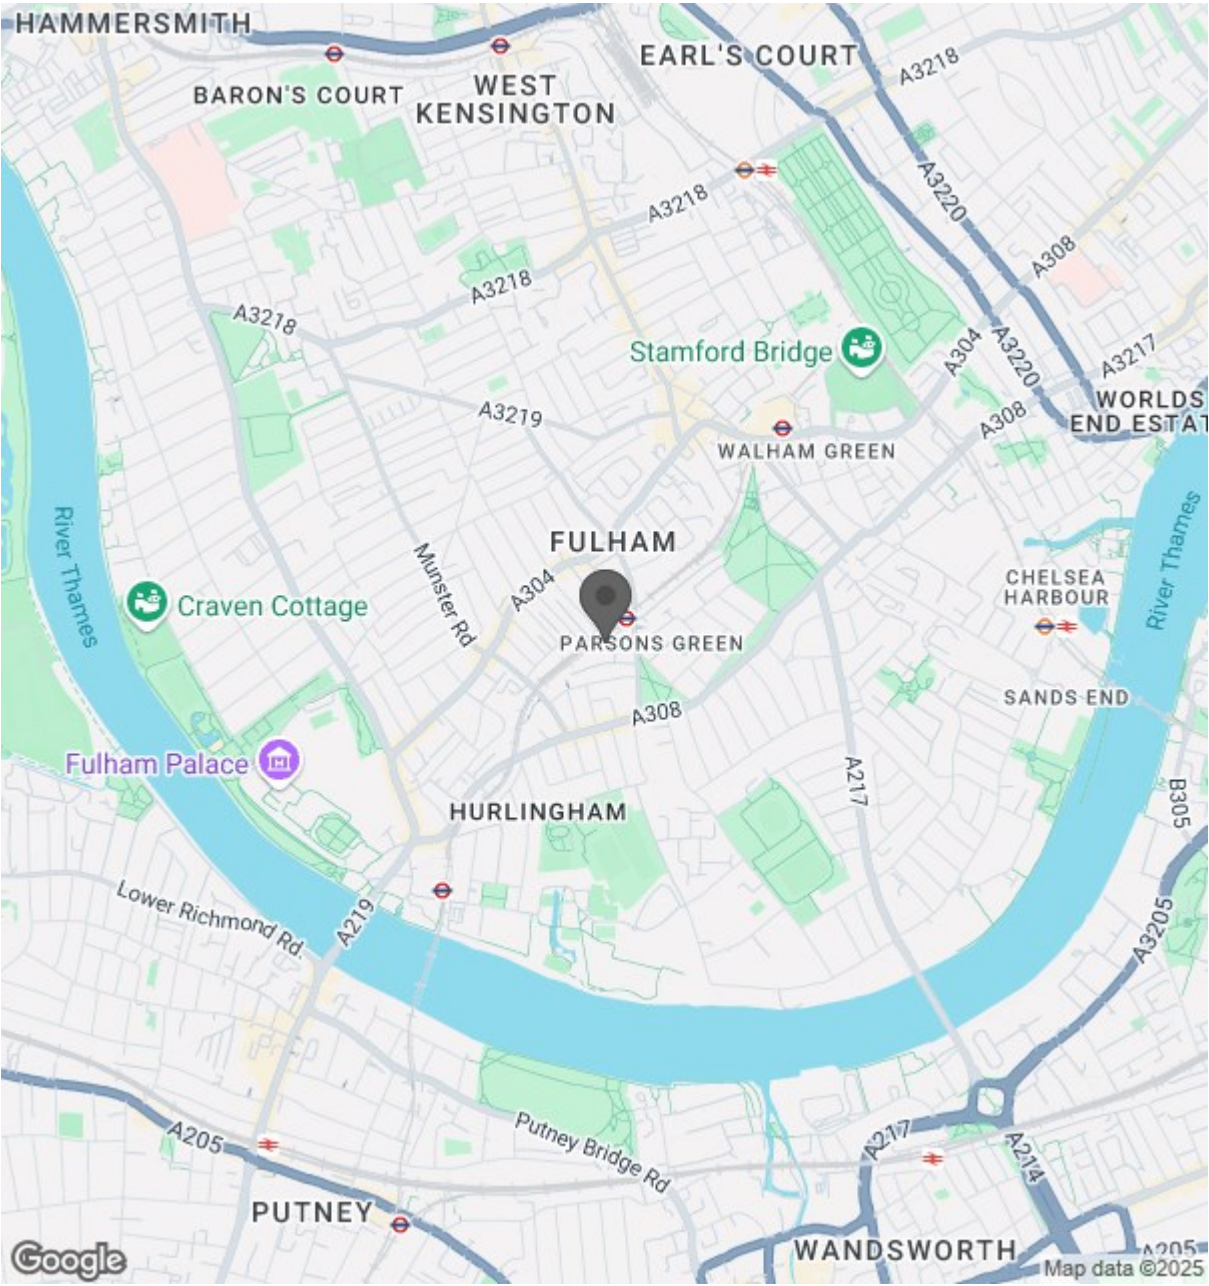 HAMMERSMITH
EARL'S COURT
A3218
BARON'S COURT
WEST
KENSINGTON
A3218
A3220
A308
A3218
A3218
Stamford Bridge
A304
A3220
A3217
WORLDS
END ESTAT
A3219
A308
WALHAM GREEN
River Thames
FULHAM
Munster Rd
A304
CHELSEA
HARBOUR
River Thames
Craven Cottage
PARSONS GREEN
SANDS END
A308
Fulham Palace
A217
B305
HURLINGHAM
Lower Richmond Rd.
A219
A3205
A205
Putney Bridge Rd
A217
A214
PUTNEY
WANDSWORTH
A205
Google
Map data ©2025